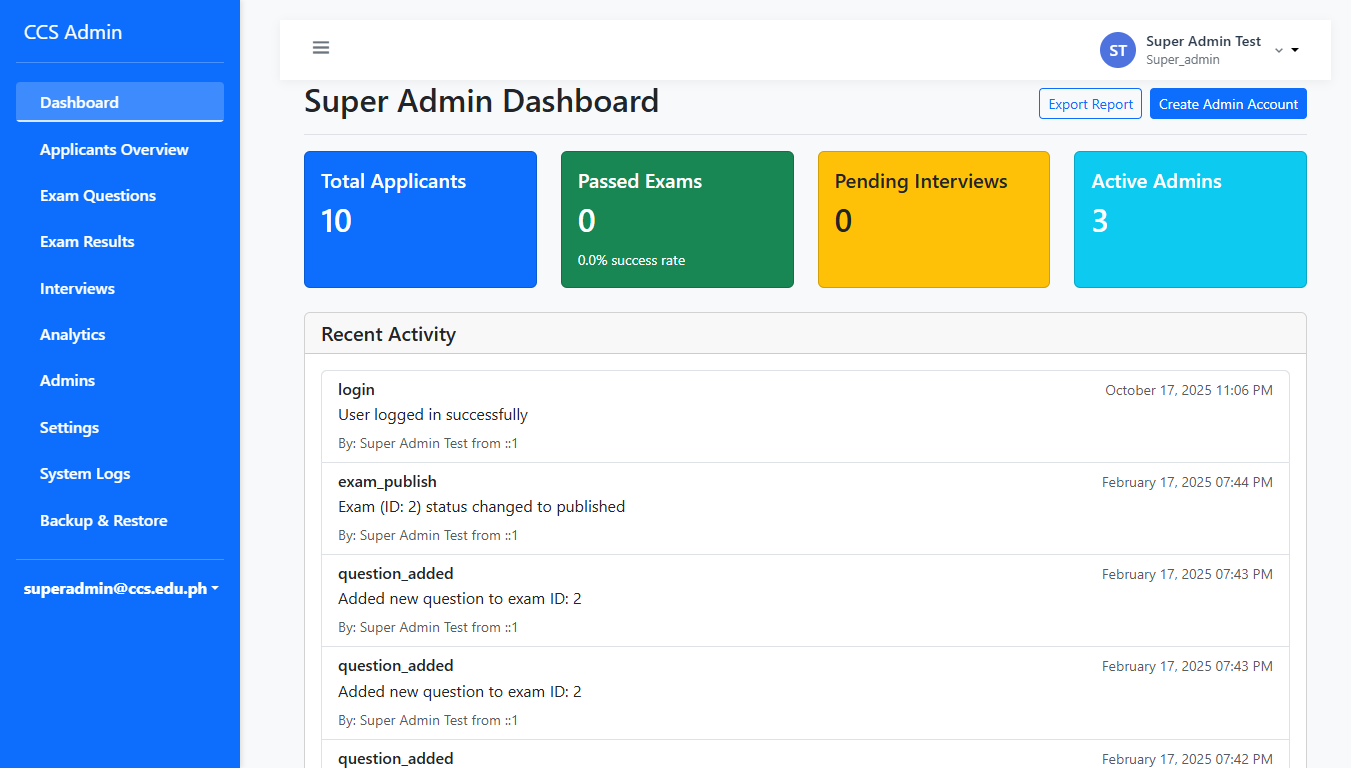 CCS Admin
Dashboard
Applicants Overview
Exam Questions
Exam Results
Interviews
Analytics
Admins
Settings
System Logs
Backup & Restore
superadmin@ccs.edu.ph
ST
Super Admin Test
Super_admin
Super Admin Dashboard
Export Report
Create Admin Account
Total Applicants
10
Passed Exams
0
0.0% success rate
Pending Interviews
0
Active Admins
3
Recent Activity
login
October 17, 2025 11:06 PM
User logged in successfully
By: Super Admin Test from ::1
exam_publish
February 17, 2025 07:44 PM
Exam (ID: 2) status changed to published
By: Super Admin Test from ::1
question_added
February 17, 2025 07:43 PM
Added new question to exam ID: 2
By: Super Admin Test from ::1
question_added
February 17, 2025 07:43 PM
Added new question to exam ID: 2
By: Super Admin Test from ::1
question_added
February 17, 2025 07:42 PM